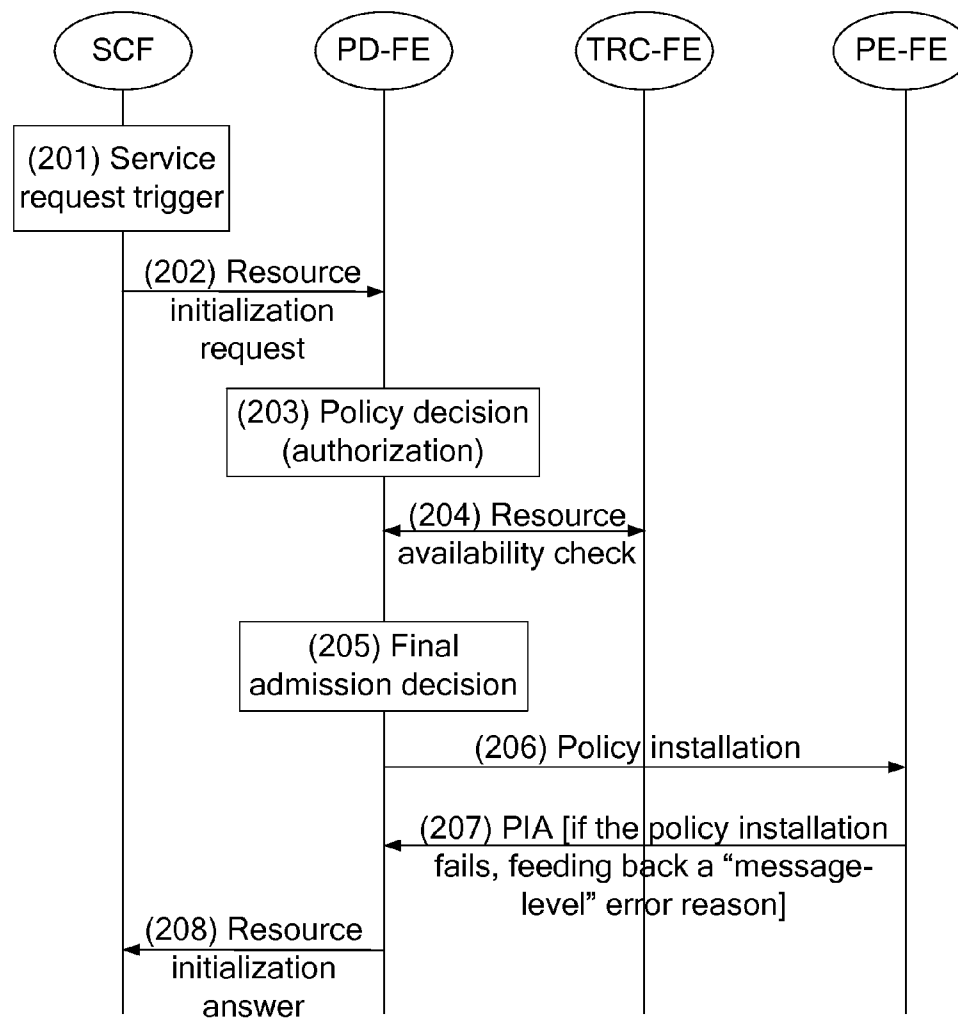 SCF
PD-FE
TRC-FE
PE-FE
(201) Service
request trigger
(202) Resource
initialization
request
(203) Policy decision
(authorization)
(204) Resource
availability check
(205) Final
admission decision
(206) Policy installation
(207) PIA [if the policy installation
fails, feeding back a “message-
level” error reason]
(208) Resource
initialization
answer